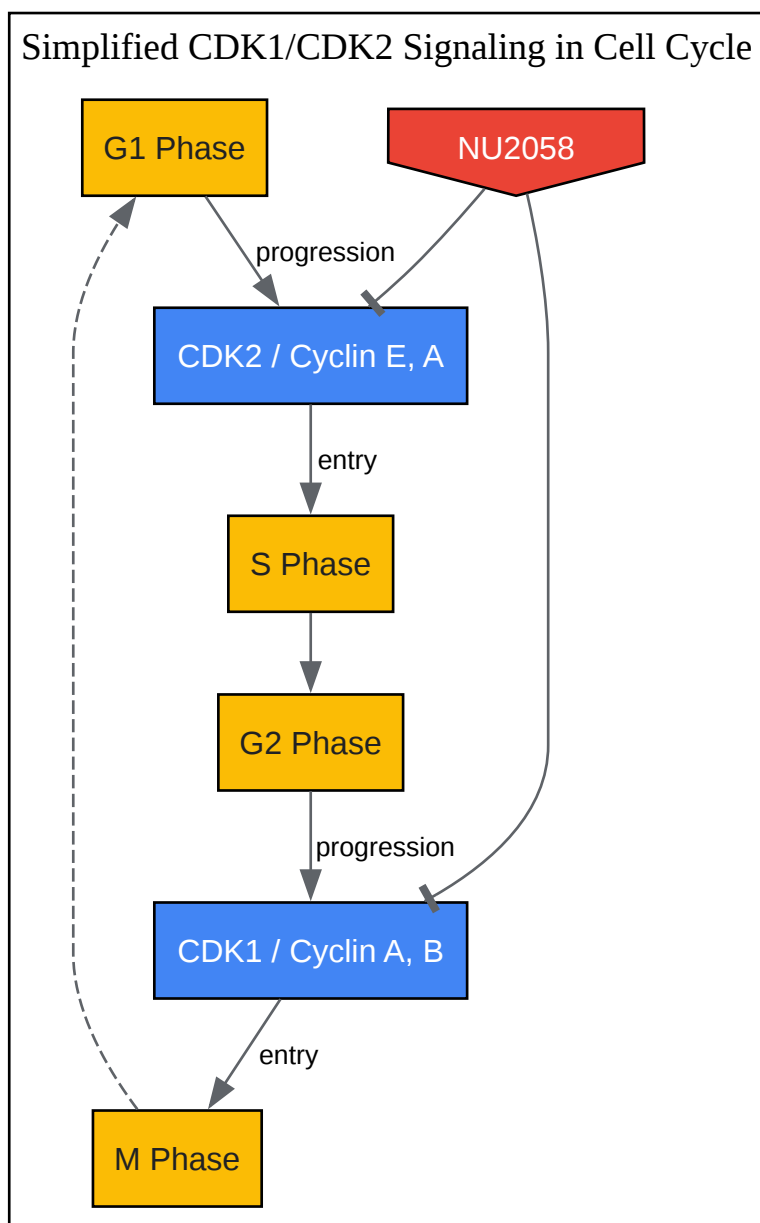 Simplified CDK1/CDK2 Signaling in Cell Cycle
G1 Phase
NU2058
progression
CDK2 / Cyclin E, A
entry
S Phase
G2 Phase
progression
CDK1 / Cyclin A, B
entry
M Phase